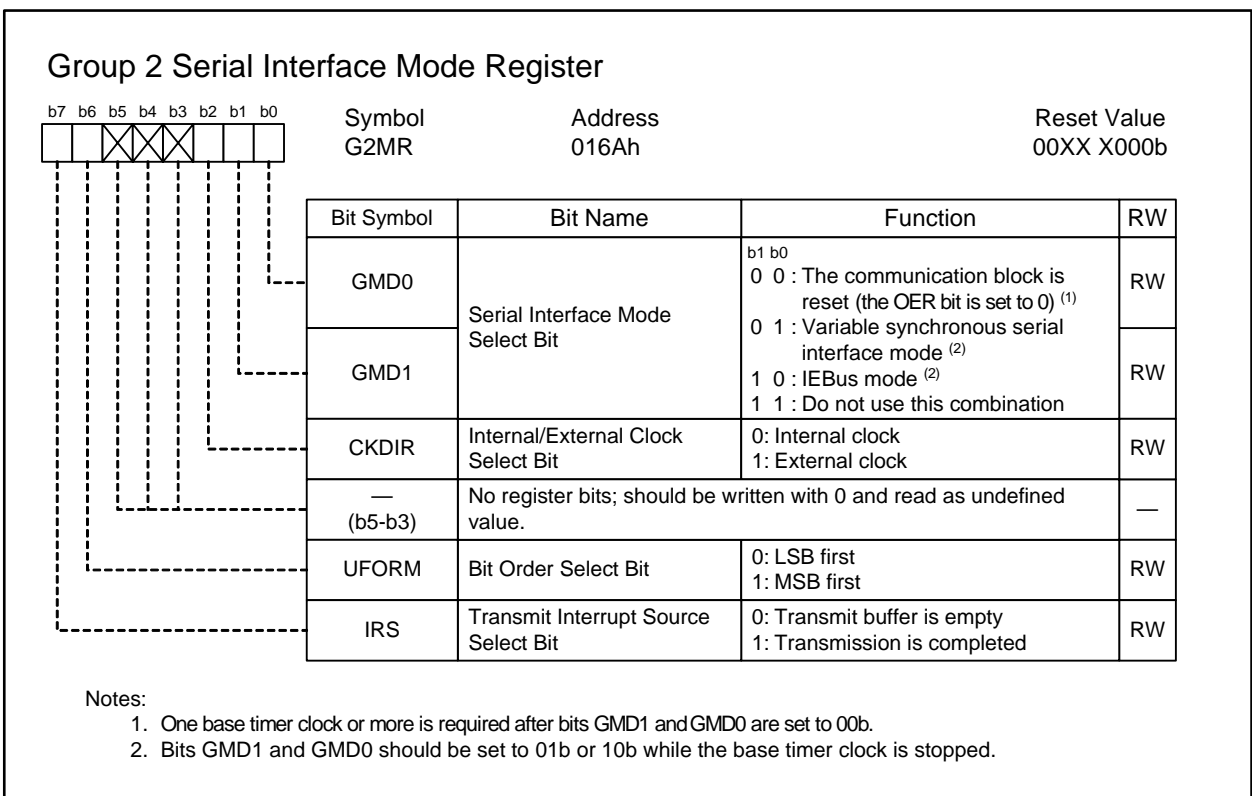 Group 2 Serial Interface Mode Register
b7 b6 b5 b4 b3 b2 b1 b0
Symbol Address Reset Value
G2MR 016Ah 00XX X000b
Bit Symbol Bit Name Function RW
GMD0
GMD1
Serial Interface Mode
Select Bit
b1 b0
0 0 : The communication block is
reset (the OER bit is set to 0) (1)
0 1 : Variable synchronous serial
interface mode (2)
1 0 : IEBus mode (2)
1 1 : Do not use this combination
RW
RW
CKDIR
Internal/External Clock
Select Bit
0: Internal clock
1: External clock
RW
—
(b5-b3)
No register bits; should be written with 0 and read as undefined
value.
—
UFORM
Bit Order Select Bit
0: LSB first
1: MSB first
RW
IRS
Transmit Interrupt Source
Select Bit
0: Transmit buffer is empty
1: Transmission is completed
RW
Notes:
1. One base timer clock or more is required after bits GMD1 and GMD0 are set to 00b.
2. Bits GMD1 and GMD0 should be set to 01b or 10b while the base timer clock is stopped.